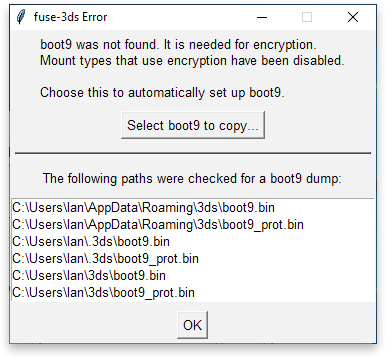 fuse-3ds Error
boot9 was not found. It is needed for encryption.
Mount types that use encryption have been disabled.
Choose this to automatically set up boot9.
Select boot9 to copy...
The following paths were checked for a boot9 dump:
C:\Users\Ian\AppData\Roaming\3ds\boot9.bin
C:\Users\Ian\AppData\Roaming\3ds\boot9_prot.bin
C:\Users\Ian\.3ds\boot9.bin
C:\Users\Ian\.3ds\boot9_prot.bin
C:\Users\Ian\3ds\boot9.bin
C:\Users\Ian\3ds\boot9_prot.bin
OK